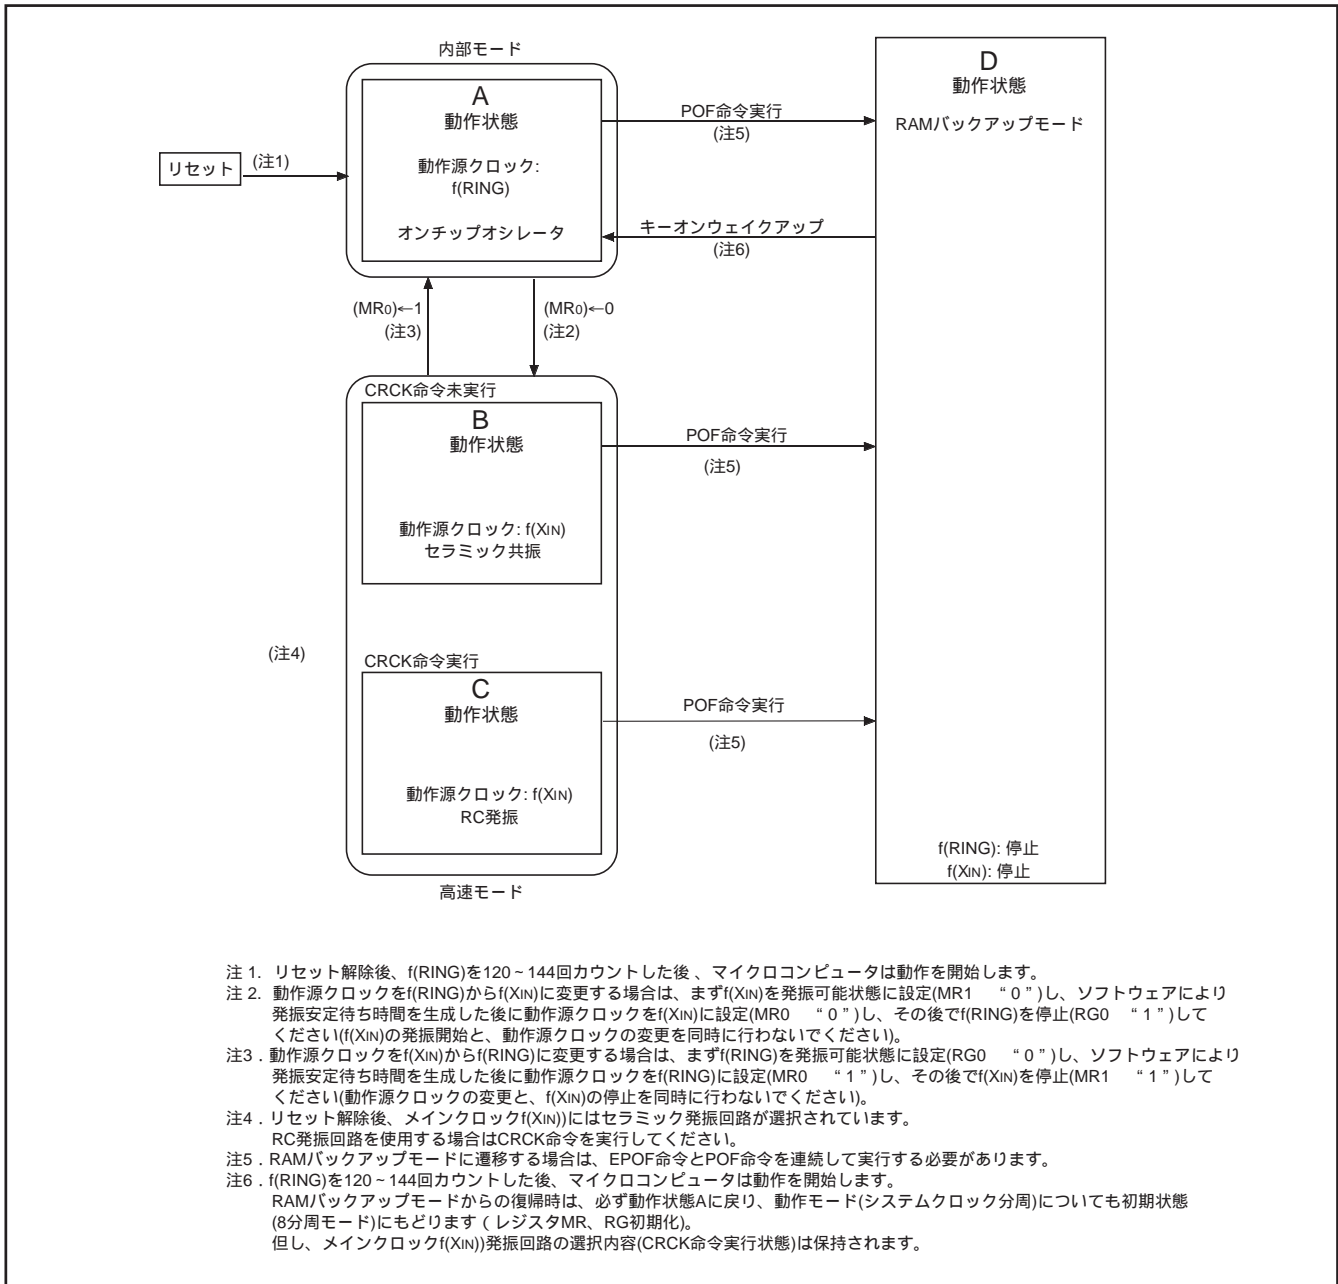 内部モード
A
動作状態
動作源クロック:
f(RING)
オンチップオシレータ
リセット
(注1)
POF命令実行
(注5)
キーオンウェイクアップ
(注6)
D
動作状態
RAMバックアップモード
(MR0)←1
(注3)
(MR0)←0
(注2)
CRCK命令未実行
B
動作状態
動作源クロック: f(XIN)
セラミック共振
POF命令実行
(注5)
(注4)
CRCK命令実行
C
動作状態
動作源クロック: f(XIN)
RC発振
POF命令実行
(注5)
f(RING): 停止
f(XIN): 停止
高速モード
注 1. リセット解除後、f(RING)を120~144回カウントした後 、マイクロコンピュータは動作を開始します。
注 2. 動作源クロックをf(RING)からf(XIN)に変更する場合は、まずf(XIN)を発振可能状態に設定(MR1 “ 0 ” )し、ソフトウェアにより
発振安定待ち時間を生成した後に動作源クロックをf(XIN)に設定(MR0 “ 0 ” )し、その後でf(RING)を停止(RG0 “ 1 ” )して
ください(f(XIN)の発振開始と、動作源クロックの変更を同時に行わないでください)。
注3 . 動作源クロックをf(XIN)からf(RING)に変更する場合は、まずf(RING)を発振可能状態に設定(RG0 “ 0 ” )し、ソフトウェアにより
発振安定待ち時間を生成した後に動作源クロックをf(RING)に設定(MR0 “ 1 ” )し、その後でf(XIN)を停止(MR1 “ 1 ” )して
ください(動作源クロックの変更と、f(XIN)の停止を同時に行わないでください)。
注4 . リセット解除後、メインクロックf(XIN))にはセラミック発振回路が選択されています。
RC発振回路を使用する場合はCRCK命令を実行してください。
注5 . RAMバックアップモードに遷移する場合は、EPOF命令とPOF命令を連続して実行する必要があります。
注6 . f(RING)を120~144回カウントした後、マイクロコンピュータは動作を開始します。
RAMバックアップモードからの復帰時は、必ず動作状態Aに戻り、動作モード(システムクロック分周)についても初期状態
(8分周モード)にもどります ( レジスタMR、RG初期化)。
但し、メインクロックf(XIN))発振回路の選択内容(CRCK命令実行状態)は保持されます。